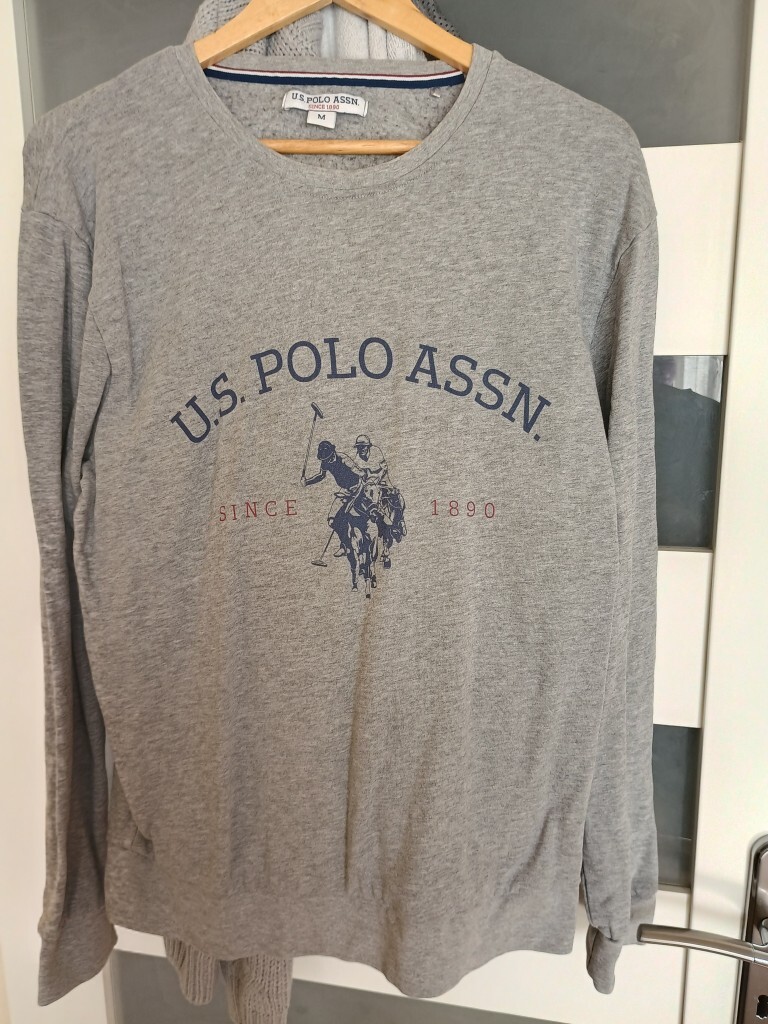 U.S. POLO ASSN.
SINCE 1890
M
U.S. POLO ASSN.
SINCE 1890